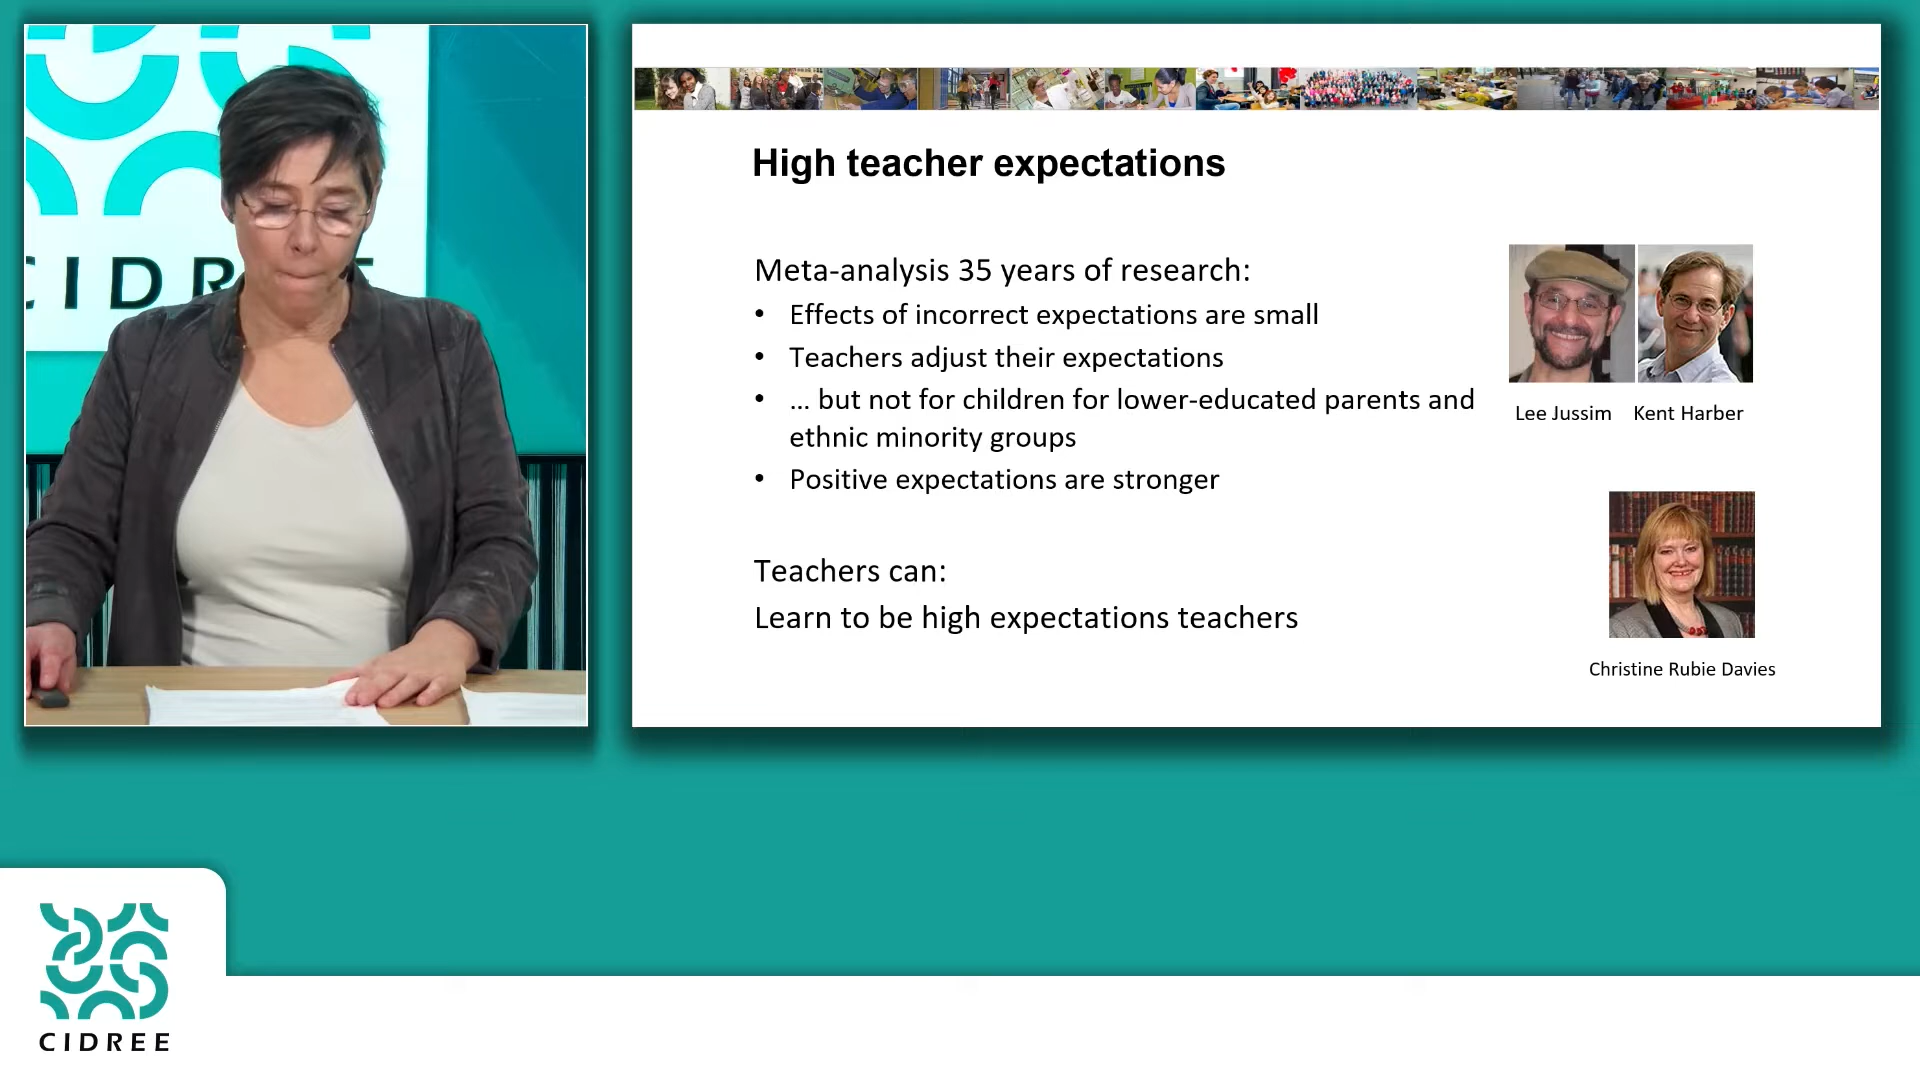 CIDR
High teacher expectations
Meta-analysis 35 years of research:
• Effects of incorrect expectations are small
• Teachers adjust their expectations
• ... but not for children for lower-educated parents and
ethnic minority groups
• Positive expectations are stronger
Lee Jussim Kent Harber
Teachers can:
Learn to be high expectations teachers
Christine Rubie Davies
CIDREE